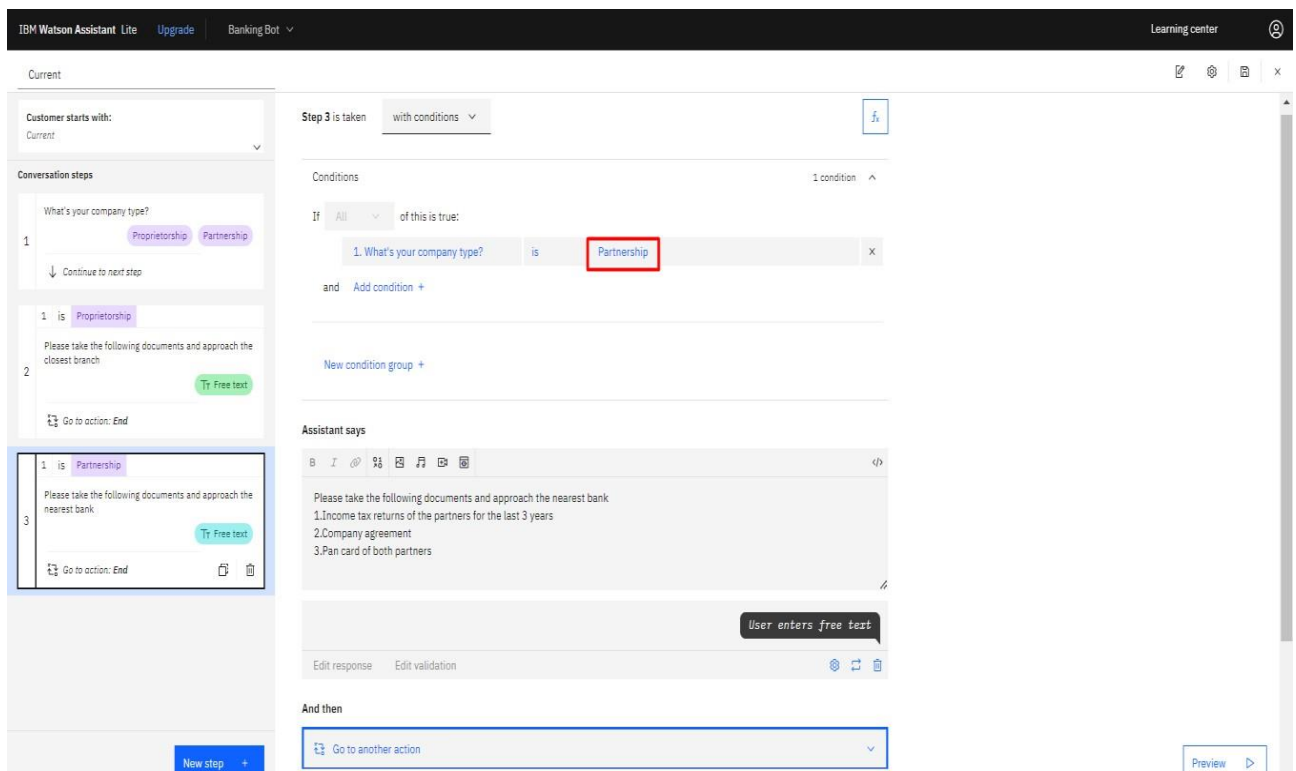 IBM Watson Assistant Lite Upgrade Banking Bot Learning center
Current
Customer starts with:
Current
Conversation steps
1
What's your company type?
Proprietorship Partnership
Continue to next step
2
1 is Proprietorship
Please take the following documents and approach the
closest branch
Tт Free text
Go to action: End
3
1 is Partnership
Please take the following documents and approach the
nearest bank
Tт Free text
Go to action: End
New step +
Step 3 is taken with conditions
fx
Conditions 1 condition
If All of this is true:
1. What's your company type? is Partnership X
and Add condition +
New condition group +
Assistant says
B I </>
Please take the following documents and approach the nearest bank
1.Income tax returns of the partners for the last 3 years
2.Company agreement
3.Pan card of both partners
User enters free text
Edit response Edit validation
And then
Go to another action
Preview